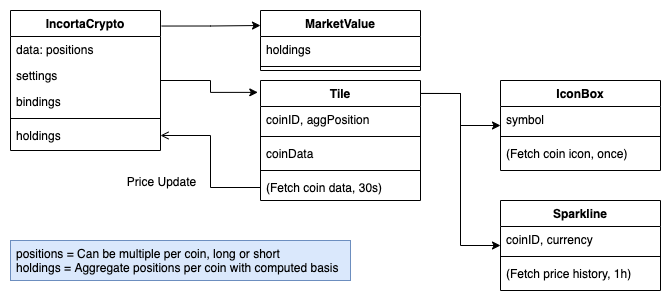 IncortaCrypto
data: positions
settings
bindings
holdings
MarketValue
holdings
Tile
coinID, aggPosition
coinData
(Fetch coin data, 30s)
Price Update
IconBox
symbol
(Fetch coin icon, once)
Sparkline
coinID, currency
(Fetch price history, 1h)
positions = Can be multiple per coin, long or short
holdings = Aggregate positions per coin with computed basis